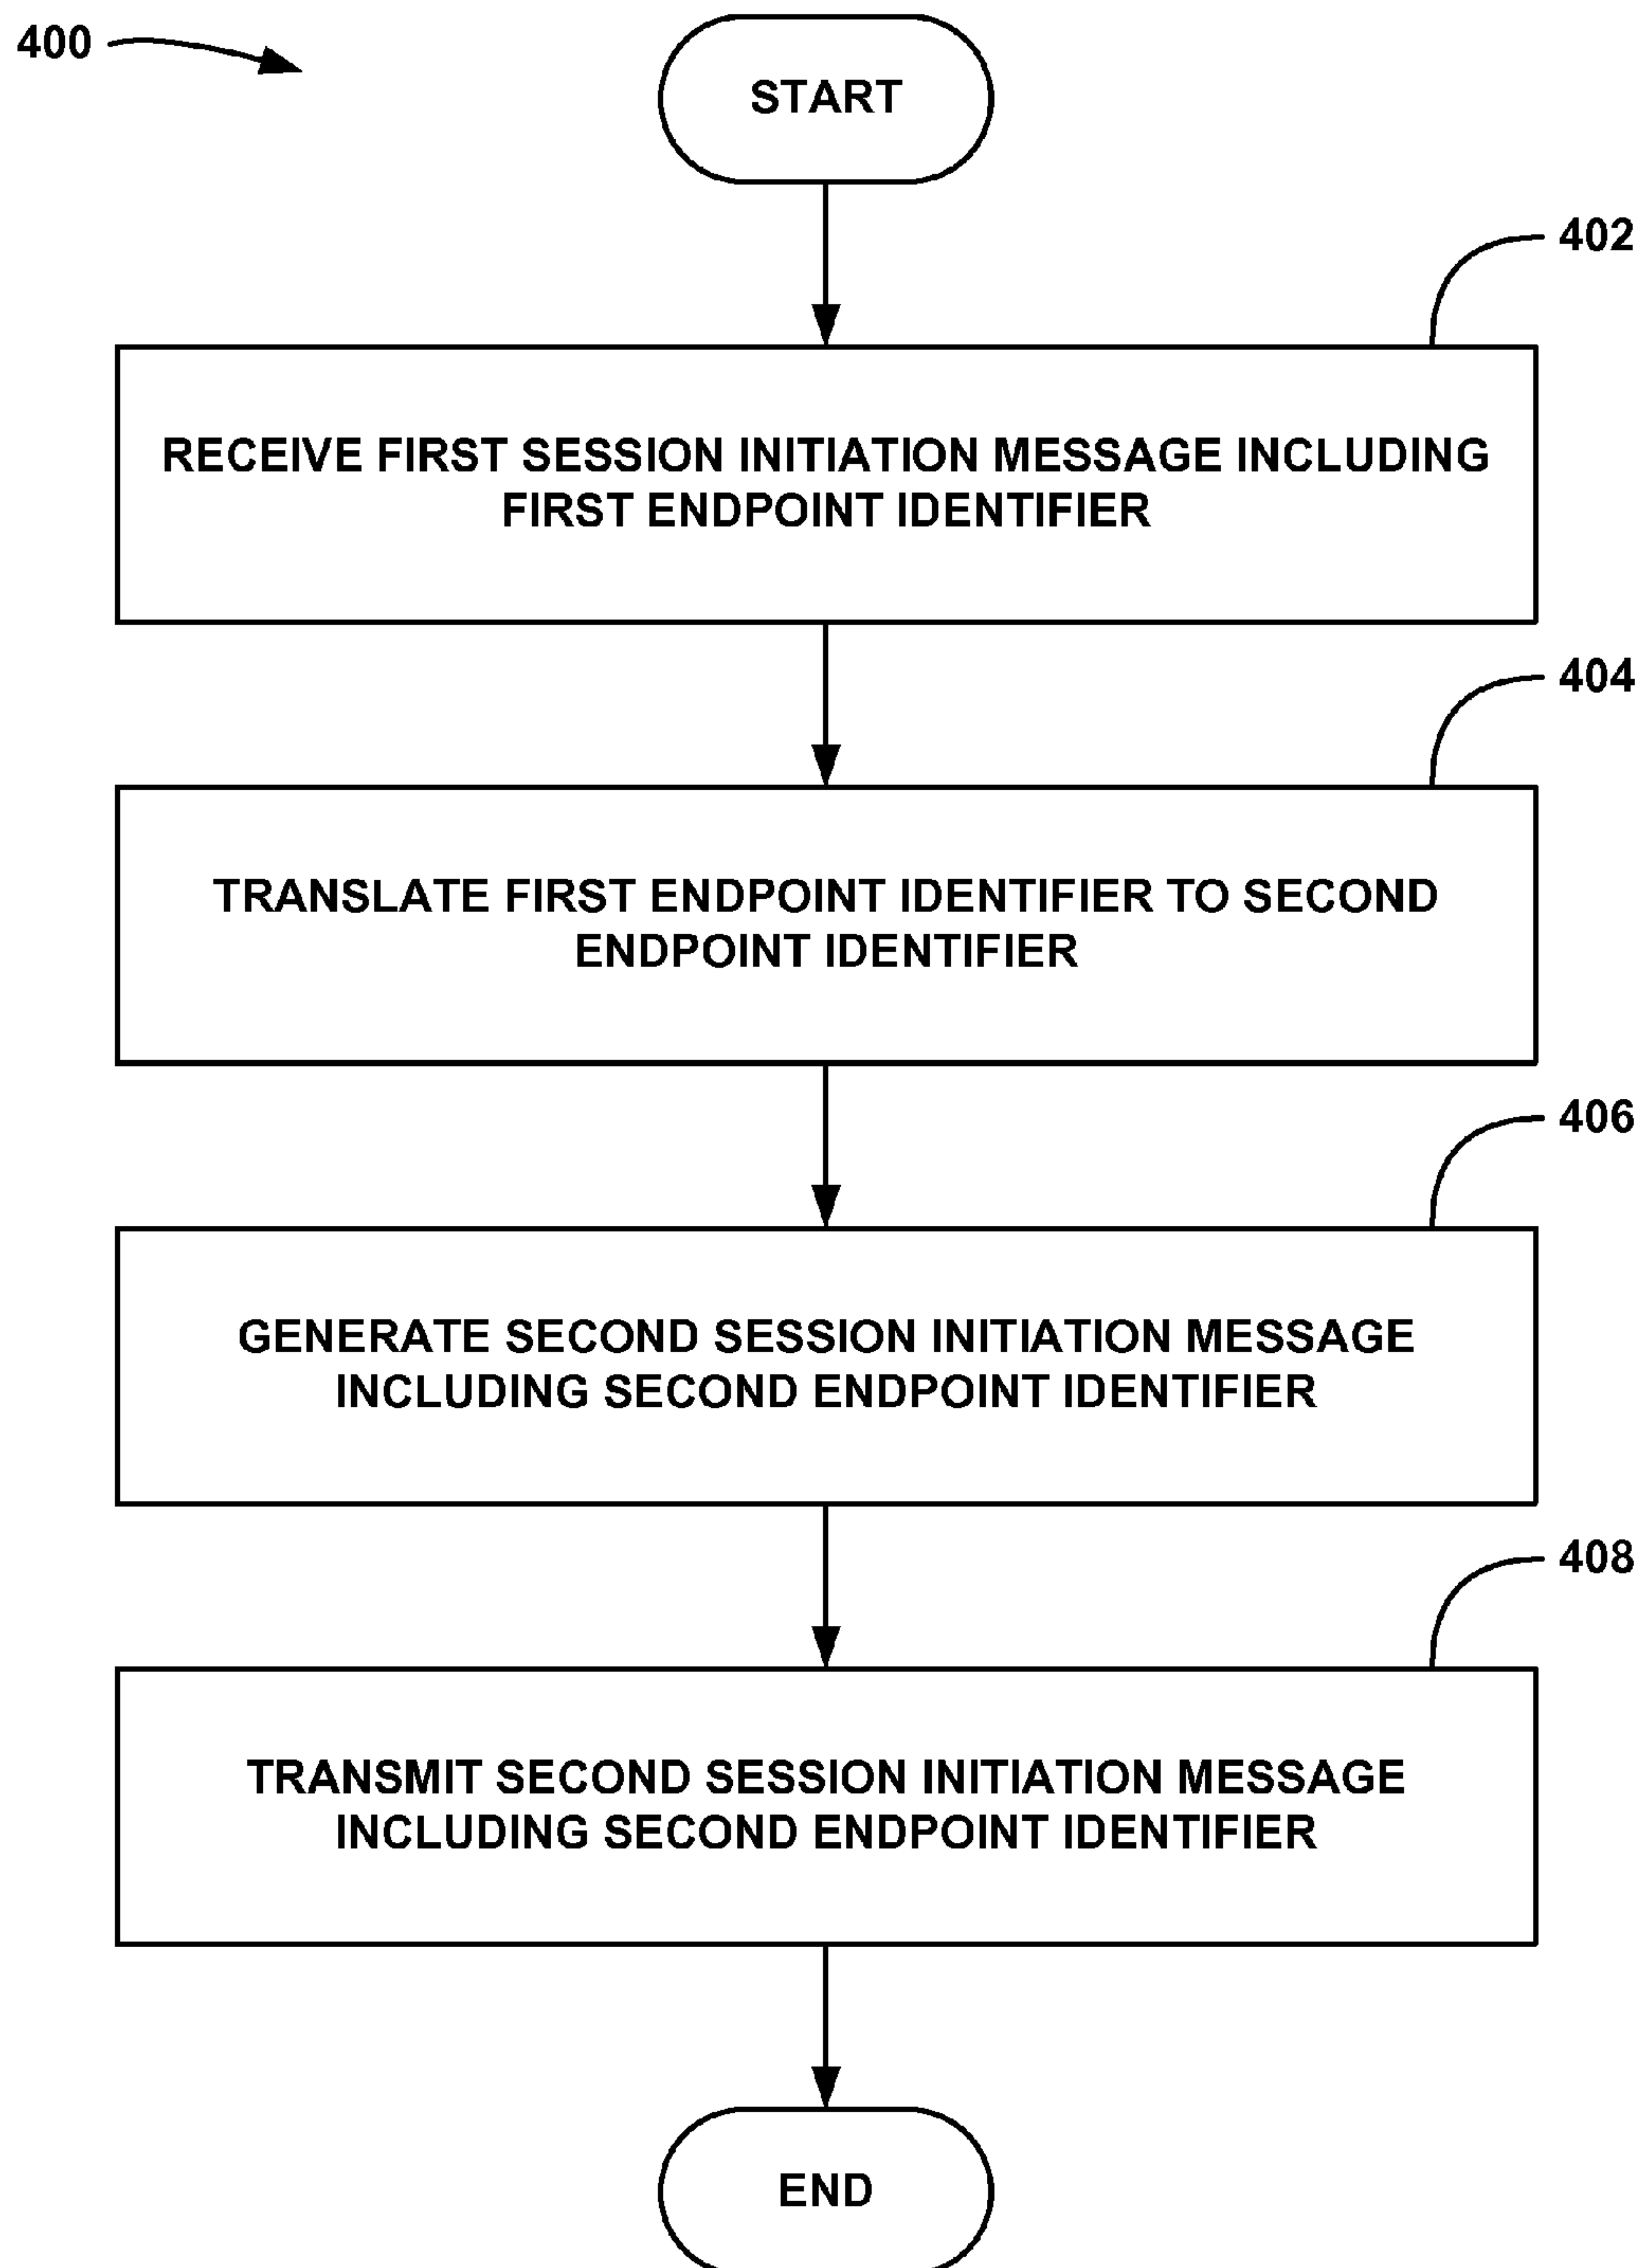 400
START
402
RECEIVE FIRST SESSION INITIATION MESSAGE INCLUDING
FIRST ENDPOINT IDENTIFIER
404
TRANSLATE FIRST ENDPOINT IDENTIFIER TO SECOND
ENDPOINT IDENTIFIER
406
GENERATE SECOND SESSION INITIATION MESSAGE
INCLUDING SECOND ENDPOINT IDENTIFIER
408
TRANSMIT SECOND SESSION INITIATION MESSAGE
INCLUDING SECOND ENDPOINT IDENTIFIER
END